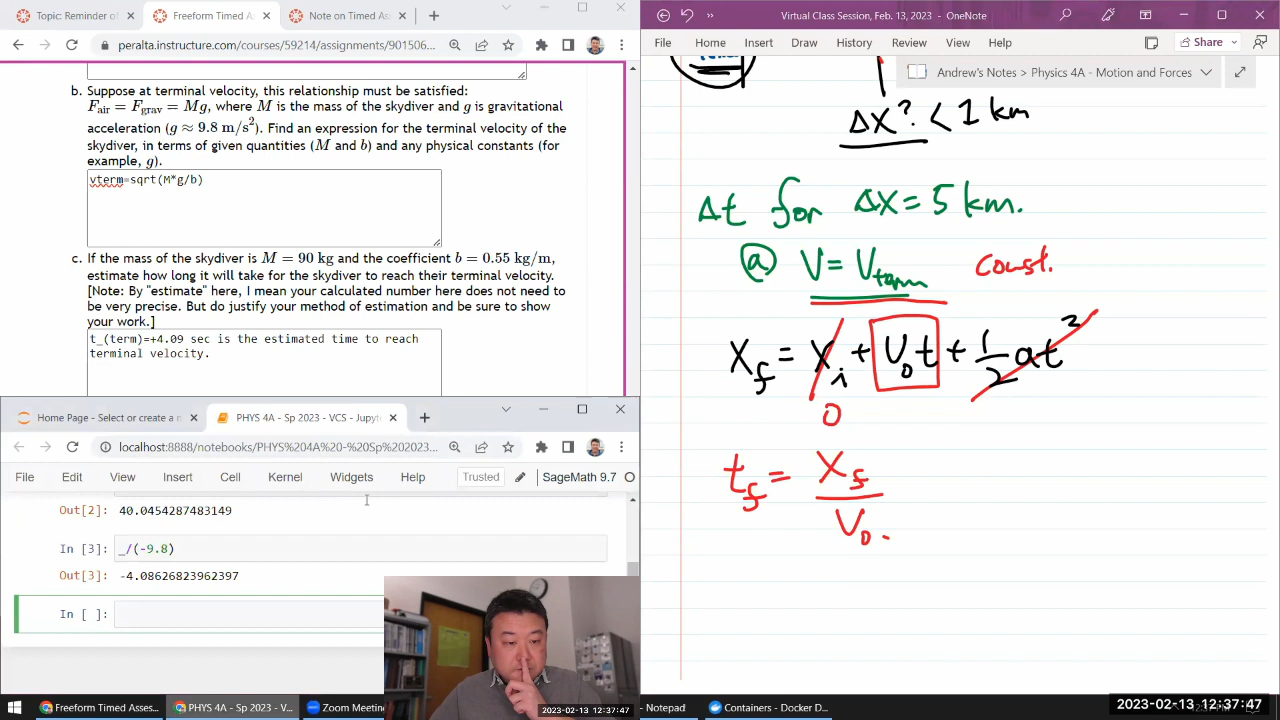 Topic: Reminder of
Freeform Timed Ass
Note on Timed Asse
peralta.instructure.com/courses/59214/assignments/901506
b. Suppose at terminal velocity, this relationship must be satisfied:
F_air = F_grav = Mg, where M is the mass of the skydiver and g is gravitational
acceleration (g ≈ 9.8 m/s²). Find an expression for the terminal velocity of the
skydiver, in terms of given quantities (M and b) and any physical constants (for
example, g).
vterm=sqrt(M*g/b)
c. If the mass of the skydiver is M = 90 kg and the coefficient b = 0.55 kg/m,
estimate how long it will take for the skydiver to reach their terminal velocity.
[Note: By "estimate" here, I mean your calculated number here does not need to
be very precise. But do justify your method of estimation and be sure to show
your work.]
t_(term)=+4.09 sec is the estimated time to reach
terminal velocity.
Home Page - Select or create a n
PHYS 4A - Sp 2023 - VCS - Jupyt
localhost:8888/notebooks/PHYS%204A%20-%20Sp%202023...
File Edit View Insert Cell Kernel Widgets Help Trusted SageMath 9.7
Out[2]: 40.0454287483149
In [3]: _/(-9.8)
Out[3]: -4.08626823962397
In [ ]:
Virtual Class Session, Feb. 13, 2023 - OneNote
File Home Insert Draw History Review View Help Share
Andrew's Notes > Physics 4A - Motion and Forces
Δx? < 1 km
Δt for Δx = 5 km.
@ V = V_term const.
X_f = X_i + V_0 t + 1/2 at²
0
t_f = X_f / V_0.
Freeform Timed Asse...
PHYS 4A - Sp 2023 - ...
Zoom Meeti
- Notepad
Containers - Docker D...
2023-02-13 12:37:47
2023-02-13 12:37:47